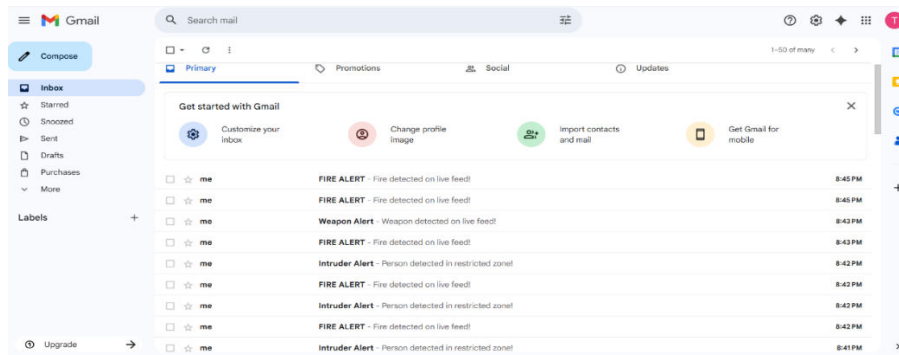 Gmail
Search mail
T
Compose
1–50 of many
Primary
Promotions
Social
Updates
Inbox
Starred
Snoozed
Sent
Drafts
Purchases
More
Labels
Get started with Gmail
Customize your
inbox
Change profile
image
Import contacts
and mail
Get Gmail for
mobile
me FIRE ALERT - Fire detected on live feed! 8:45 PM
me FIRE ALERT - Fire detected on live feed! 8:45 PM
me Weapon Alert - Weapon detected on live feed! 8:43 PM
me FIRE ALERT - Fire detected on live feed! 8:43 PM
me Intruder Alert - Person detected in restricted zone! 8:42 PM
me FIRE ALERT - Fire detected on live feed! 8:42 PM
me Intruder Alert - Person detected in restricted zone! 8:42 PM
me FIRE ALERT - Fire detected on live feed! 8:42 PM
me Intruder Alert - Person detected in restricted zone! 8:41 PM
Upgrade